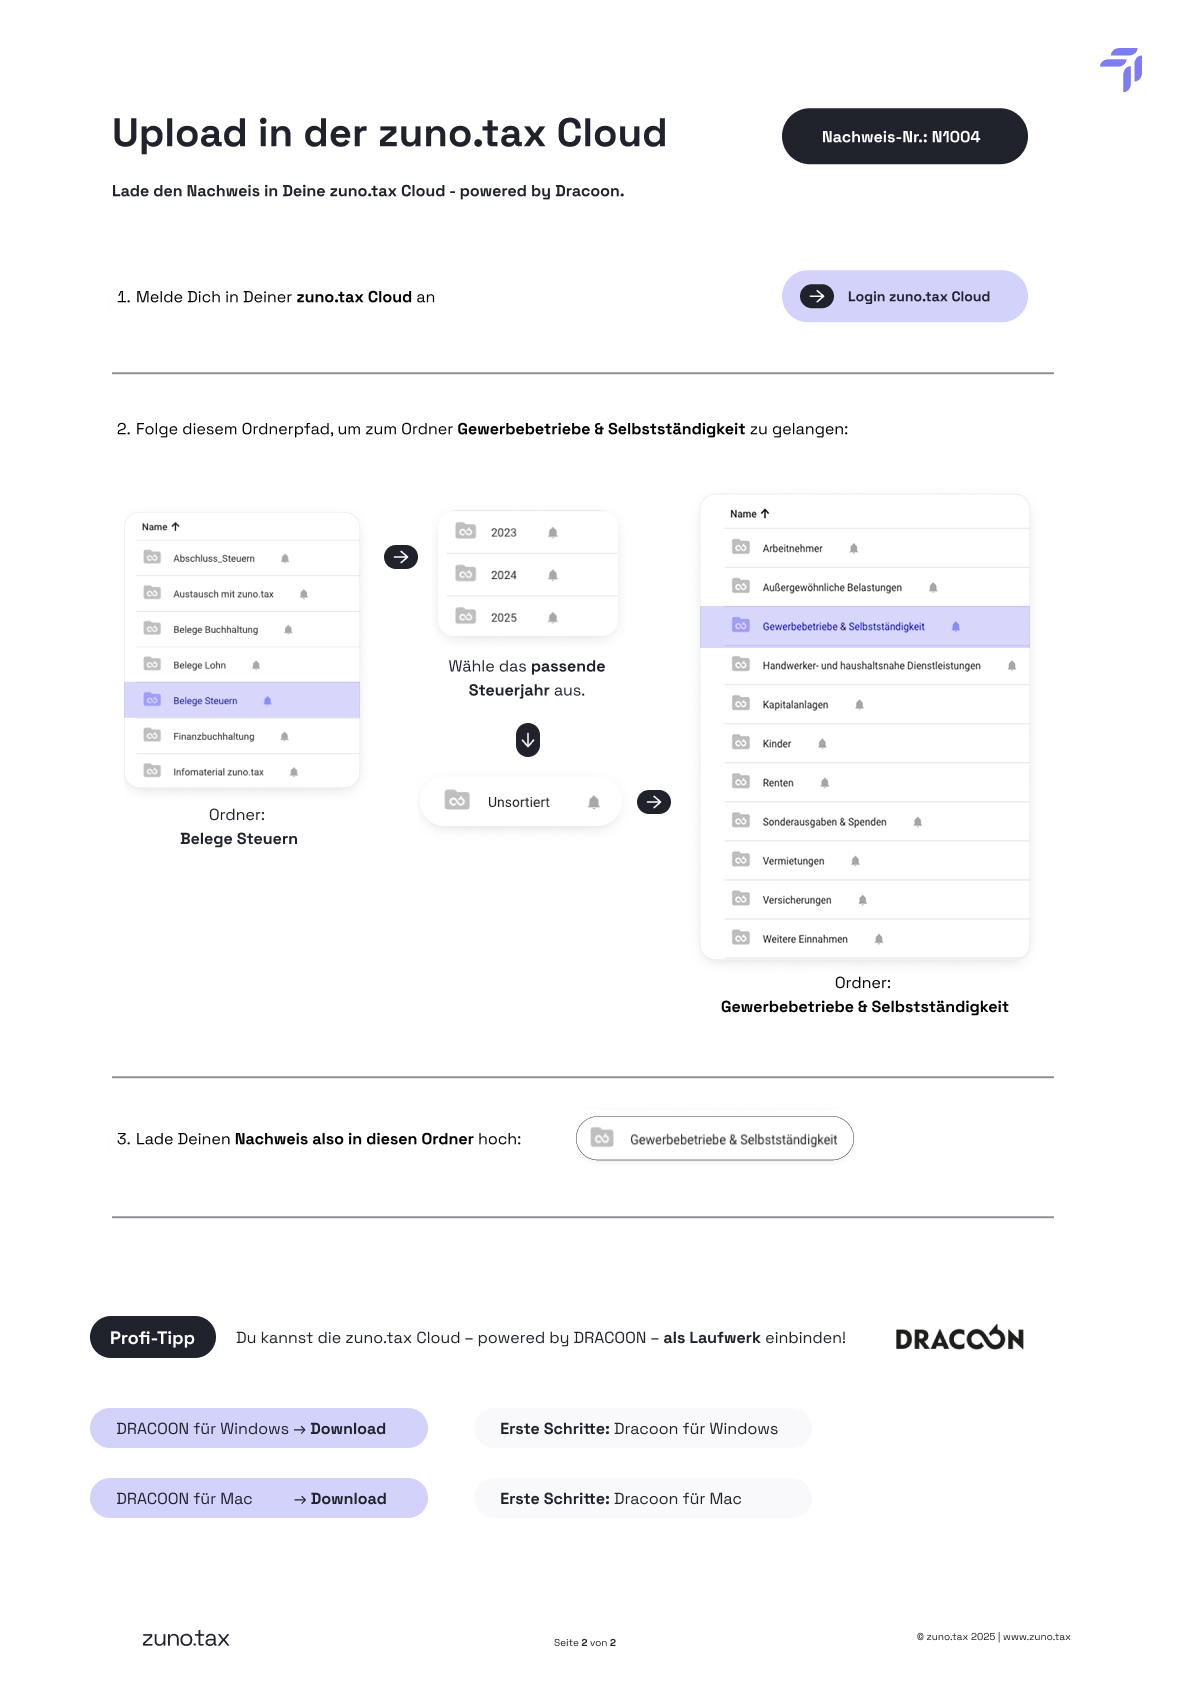 Upload in der zuno.tax Cloud
Nachweis-Nr.: N1004
Lade den Nachweis in Deine zuno.tax Cloud - powered by Dracoon.
1. Melde Dich in Deiner zuno.tax Cloud an
Login zuno.tax Cloud
2. Folge diesem Ordnerpfad, um zum Ordner Gewerbebetriebe & Selbstständigkeit zu gelangen:
Name ↑
Abschluss_Steuern
Austausch mit zuno.tax
Belege Buchhaltung
Belege Lohn
Belege Steuern
Finanzbuchhaltung
Infomaterial zuno.tax
Ordner:
Belege Steuern
2023
2024
2025
Wähle das passende
Steuerjahr aus.
Unsortiert
Name ↑
Arbeitnehmer
Außergewöhnliche Belastungen
Gewerbebetriebe & Selbstständigkeit
Handwerker- und haushaltsnahe Dienstleistungen
Kapitalanlagen
Kinder
Renten
Sonderausgaben & Spenden
Vermietungen
Versicherungen
Weitere Einnahmen
Ordner:
Gewerbebetriebe & Selbstständigkeit
3. Lade Deinen Nachweis also in diesen Ordner hoch:
Gewerbebetriebe & Selbstständigkeit
Profi-Tipp
Du kannst die zuno.tax Cloud – powered by DRACOON – als Laufwerk einbinden!
DRACOON
DRACOON für Windows → Download
Erste Schritte: Dracoon für Windows
DRACOON für Mac → Download
Erste Schritte: Dracoon für Mac
zuno.tax
Seite 2 von 2
© zuno.tax 2025 | www.zuno.tax